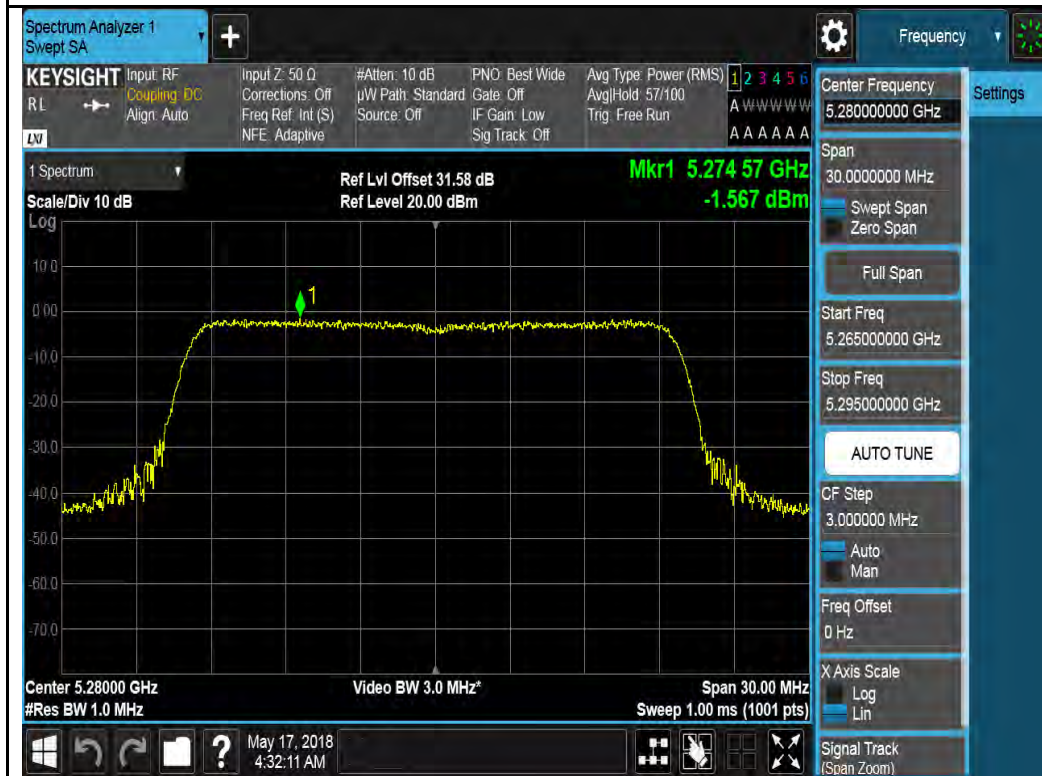 Spectrum Analyzer 1
Swept SA
+
Frequency
KEYSIGHT
RL
LXI
Input: RF
Coupling: DC
Align: Auto
Input Z: 50 Ω
Corrections: Off
Freq Ref: Int (S)
NFE: Adaptive
#Atten: 10 dB
µW Path: Standard
Source: Off
PNO: Best Wide
Gate: Off
IF Gain: Low
Sig Track: Off
Avg Type: Power (RMS)
Avg|Hold: 57/100
Trig: Free Run
1 2 3 4 5 6
A W W W W W
A A A A A A
1 Spectrum
Scale/Div 10 dB
Log
Ref Lvl Offset 31.58 dB
Ref Level 20.00 dBm
Mkr1 5.274 57 GHz
-1.567 dBm
10.0
0.00
-10.0
-20.0
-30.0
-40.0
-50.0
-60.0
-70.0
1
Center 5.28000 GHz
#Res BW 1.0 MHz
Video BW 3.0 MHz*
Span 30.00 MHz
Sweep 1.00 ms (1001 pts)
?
May 17, 2018
4:32:11 AM
Center Frequency
5.280000000 GHz
Span
30.0000000 MHz
Swept Span
Zero Span
Full Span
Start Freq
5.265000000 GHz
Stop Freq
5.295000000 GHz
AUTO TUNE
CF Step
3.000000 MHz
Auto
Man
Freq Offset
0 Hz
X Axis Scale
Log
Lin
Signal Track
(Span Zoom)
Settings